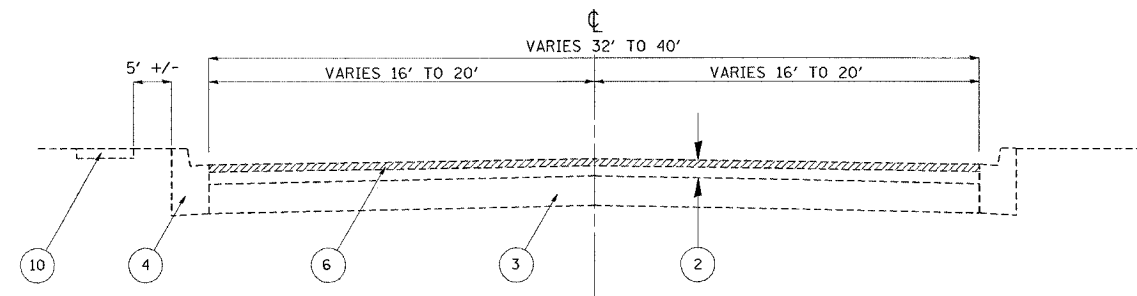 ℄
VARIES 32' TO 40'
5' +/-
VARIES 16' TO 20'
VARIES 16' TO 20'
10
4
6
3
2